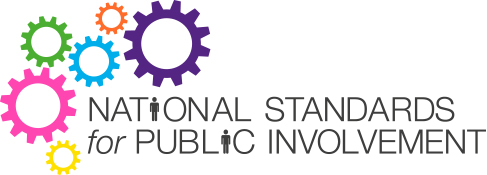 NATIONAL STANDARDS
for PUBLIC INVOLVEMENT